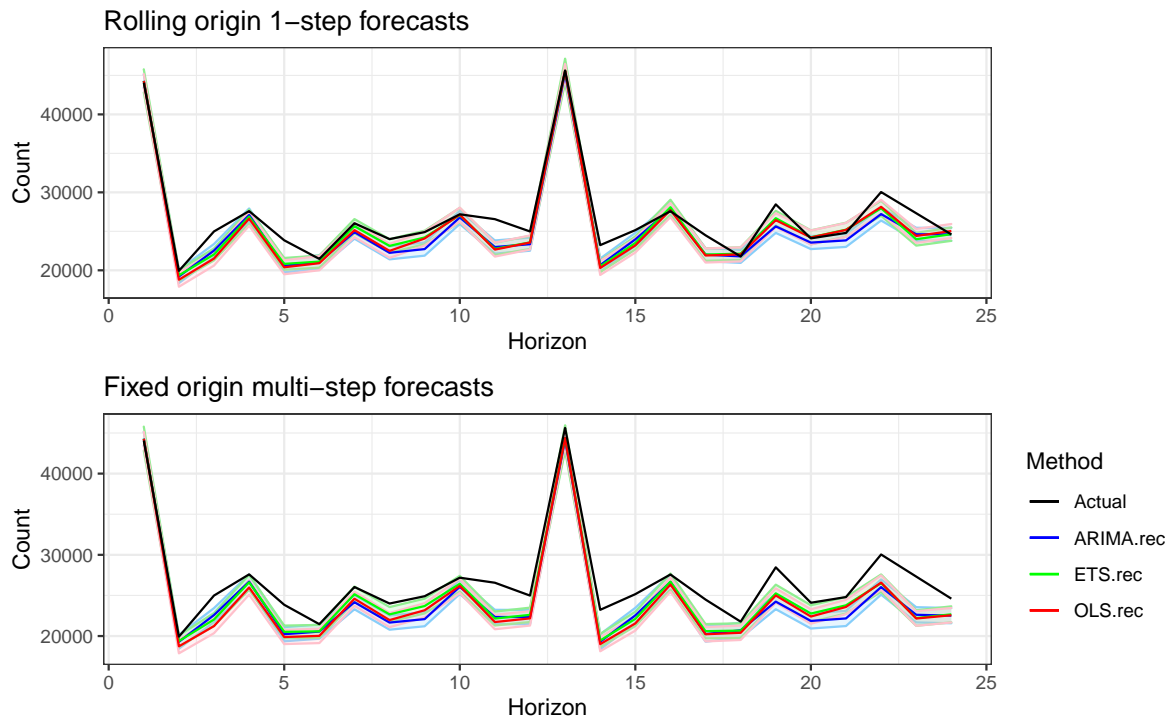 Rolling origin 1−step forecasts
Count
40000
30000
20000
0 5 10 15 20 25
Horizon
Fixed origin multi−step forecasts
Count
40000
30000
20000
0 5 10 15 20 25
Horizon
Method
Actual
ARIMA.rec
ETS.rec
OLS.rec